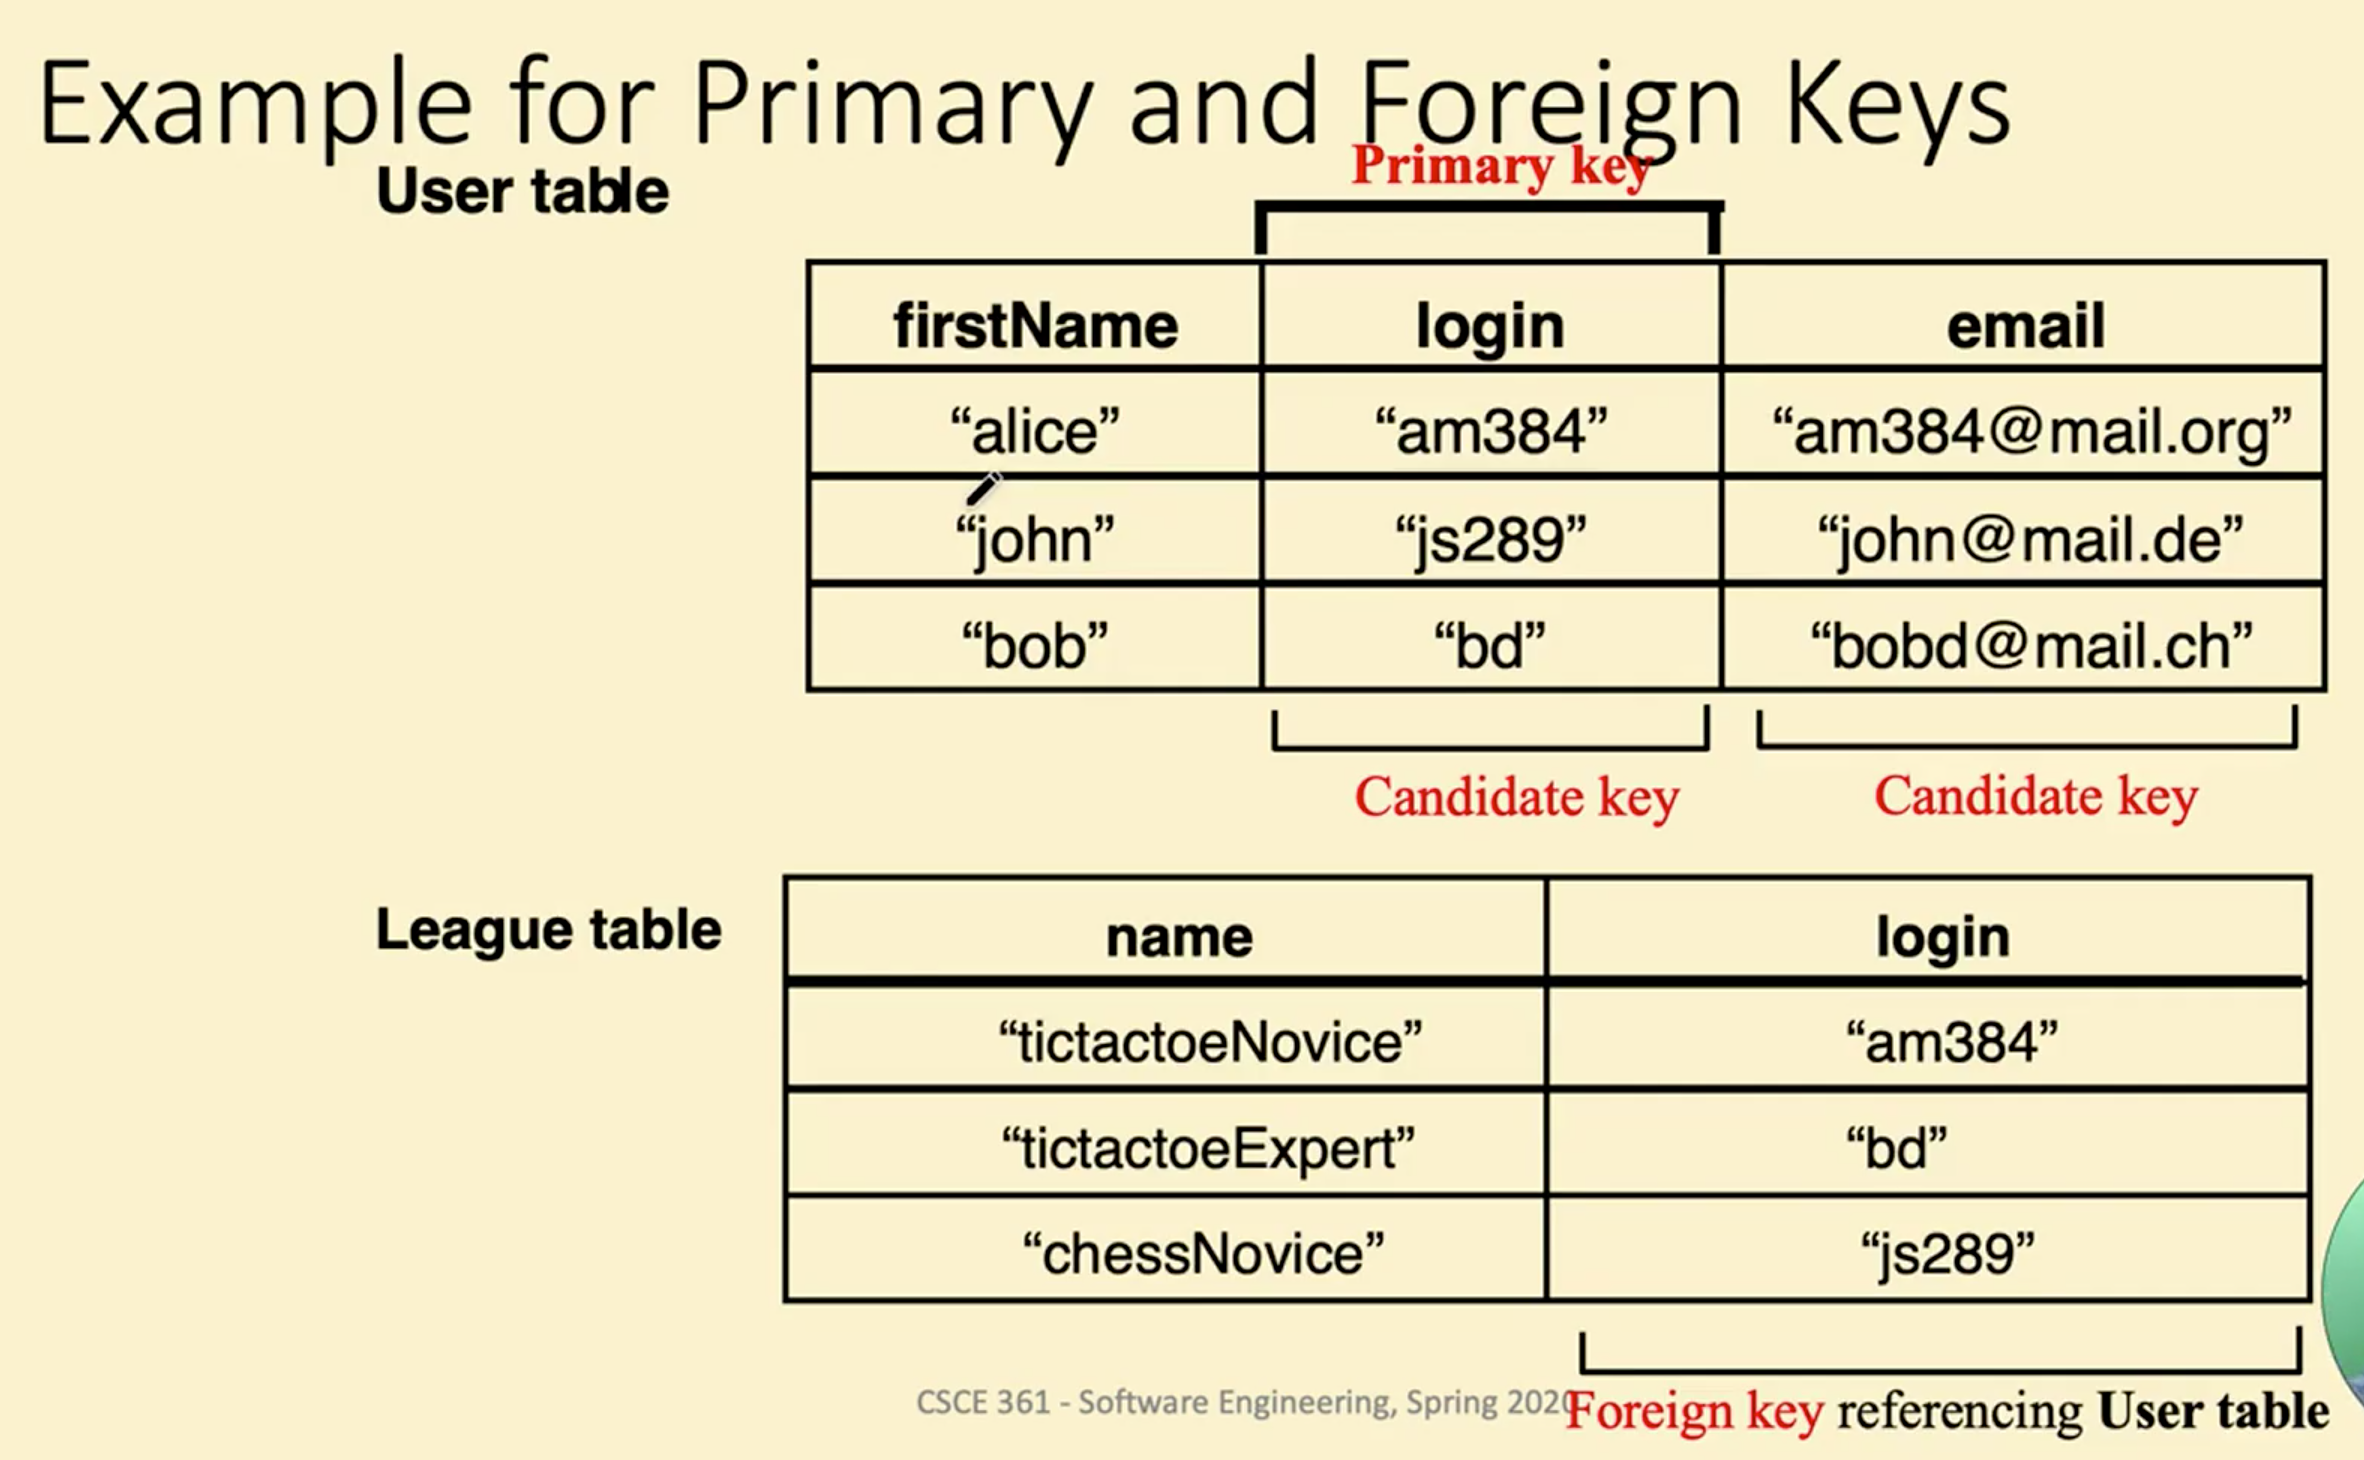 Example for Primary and Foreign Keys
Primary key
User table
firstName login email
“alice” “am384” “am384@mail.org”
“john” “js289” “john@mail.de”
“bob” “bd” “bobd@mail.ch”
Candidate key Candidate key
League table
name login
“tictactoeNovice” “am384”
“tictactoeExpert” “bd”
“chessNovice” “js289”
CSCE 361 - Software Engineering, Spring 2020
Foreign key referencing User table